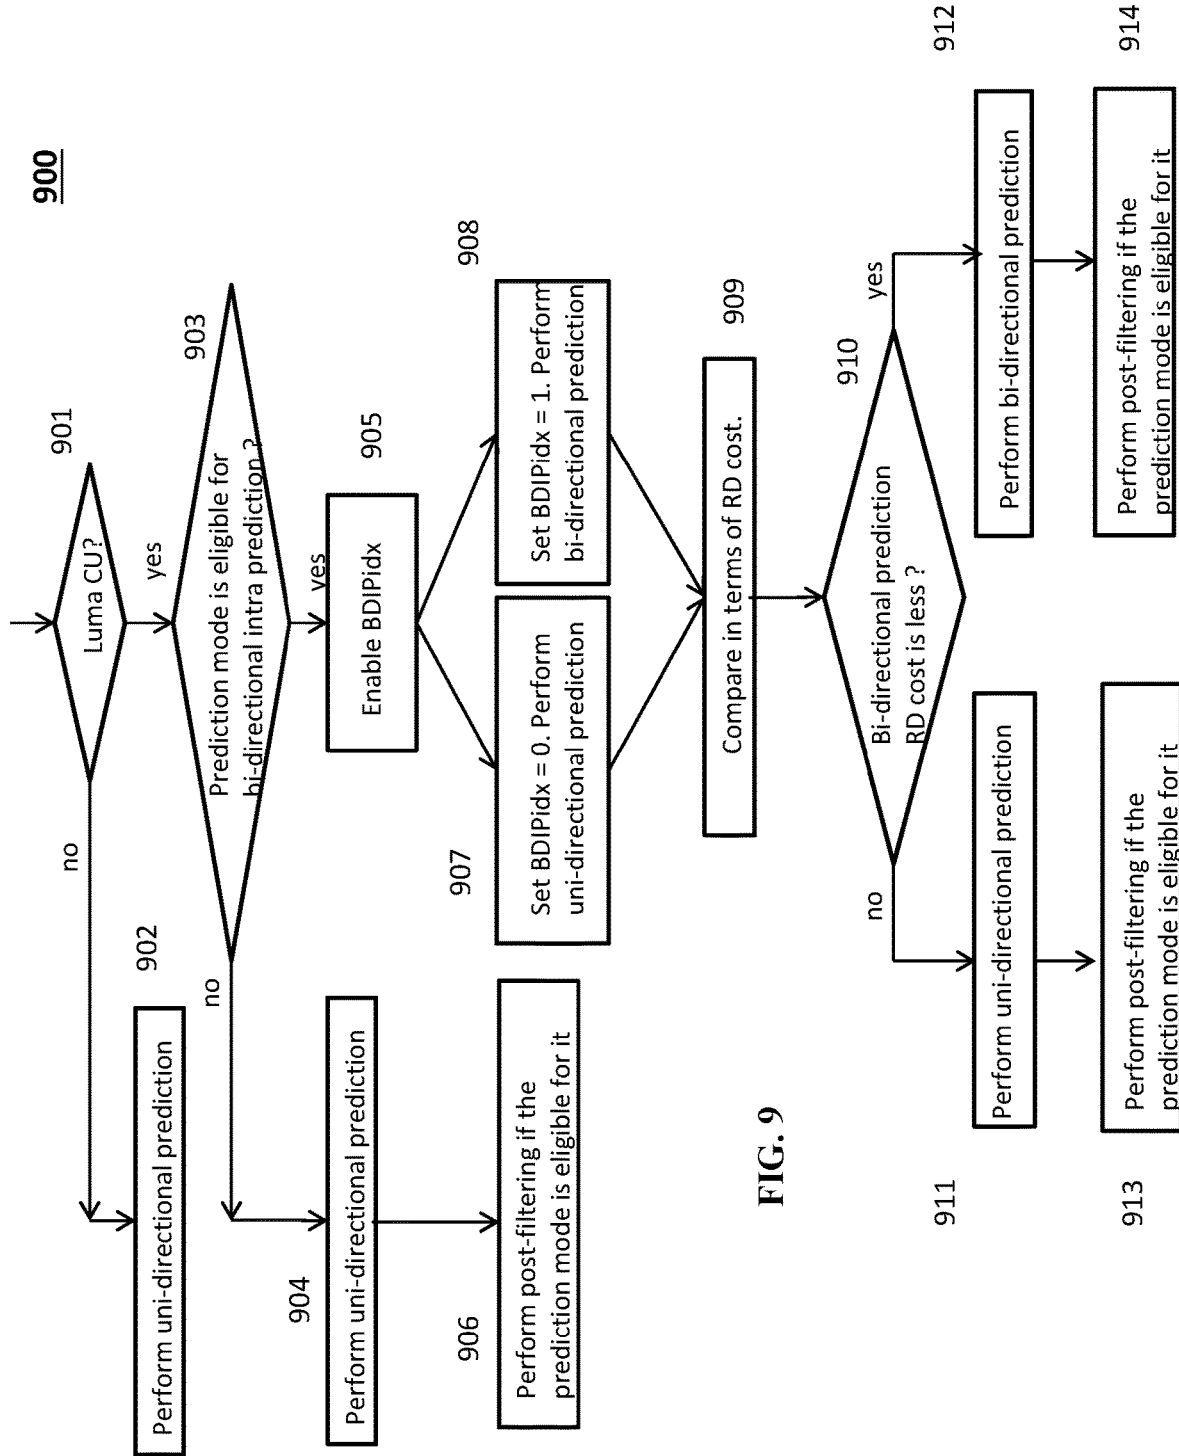 900
901
Luma CU?
no
yes
902
Perform uni-directional prediction
903
Prediction mode is eligible for
bi-directional intra prediction ?
no
yes
904
Perform uni-directional prediction
905
Enable BDIPidx
906
Perform post-filtering if the
prediction mode is eligible for it
907
Set BDIPidx = 0. Perform
uni-directional prediction
908
Set BDIPidx = 1. Perform
bi-directional prediction
909
Compare in terms of RD cost.
910
Bi-directional prediction
RD cost is less ?
no
yes
911
Perform uni-directional prediction
912
Perform bi-directional prediction
913
Perform post-filtering if the
prediction mode is eligible for it
914
Perform post-filtering if the
prediction mode is eligible for it
FIG. 9